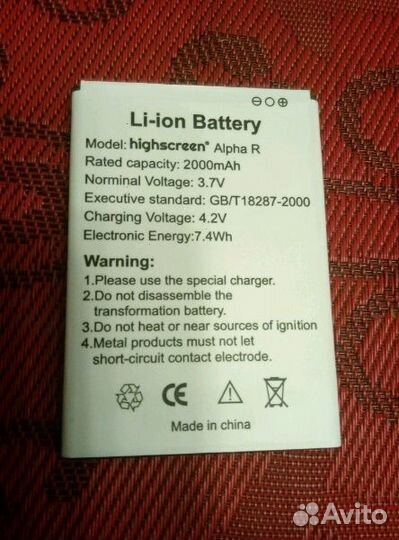 Li-ion Battery
Model: highscreen® Alpha R
Rated capacity: 2000mAh
Norminal Voltage: 3.7V
Executive standard: GB/T18287-2000
Charging Voltage: 4.2V
Electronic Energy:7.4Wh
Warning:
1.Please use the special charger.
2.Do not disassemble the
transformation battery.
3.Do not heat or near sources of ignition
4.Metal products must not let
short-circuit contact electrode.
CE
Made in china
Avito